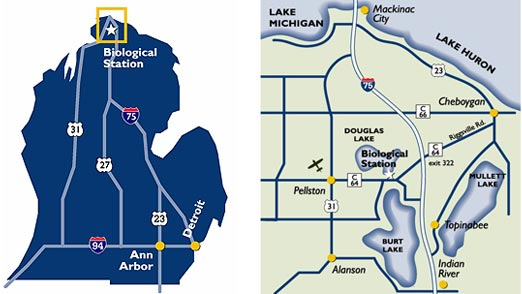 Biological
Station
31
75
27
23
Detroit
94
Ann
Arbor
LAKE
MICHIGAN
Mackinac
City
LAKE HURON
23
75
Cheboygan
C
66
Riggsville Rd.
DOUGLAS
LAKE
C
64
exit 322
Biological
Station
C
64
MULLETT
LAKE
Pellston
31
Topinabee
BURT
LAKE
Alanson
Indian
River